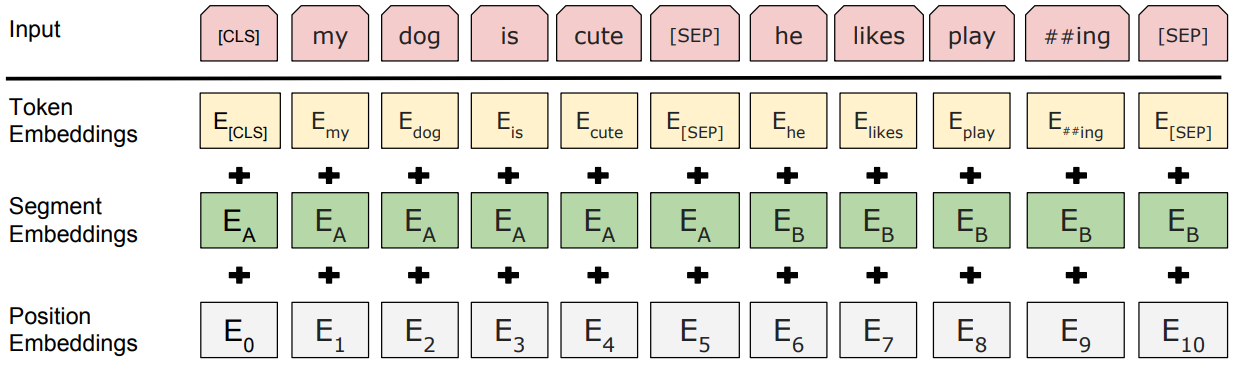 Input [CLS] my dog is cute [SEP] he likes play ##ing [SEP]
Token Embeddings E[CLS] Emy Edog Eis Ecute E[SEP] Ehe Elikes Eplay E##ing E[SEP]
+ + + + + + + + + + +
Segment Embeddings EA EA EA EA EA EA EB EB EB EB EB
+ + + + + + + + + + +
Position Embeddings E0 E1 E2 E3 E4 E5 E6 E7 E8 E9 E10